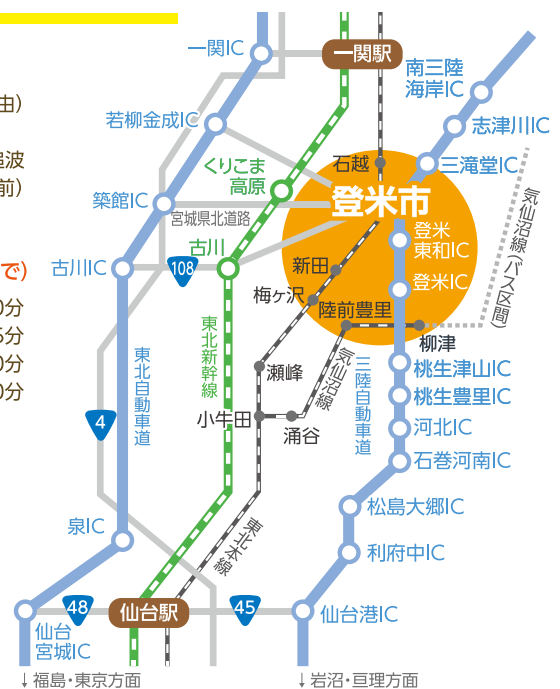 由）
追波
前）
で）
0分
5分
0分
0分
一関IC
一関駅
南三陸
海岸IC
若柳金成IC
志津川IC
くりこま
高原
石越
三滝堂IC
築館IC
宮城県北道路
登米市
気仙沼線（バス区間）
古川
登米
東和IC
古川IC
108
新田
登米IC
梅ヶ沢
陸前豊里
柳津
東北自動車道
東北新幹線
瀬峰
気仙沼線
三陸自動車道
桃生津山IC
桃生豊里IC
4
小牛田
涌谷
河北IC
石巻河南IC
松島大郷IC
泉IC
東北本線
利府中IC
48
仙台駅
45
仙台港IC
仙台
宮城IC
↓福島・東京方面
↓岩沼・亘理方面